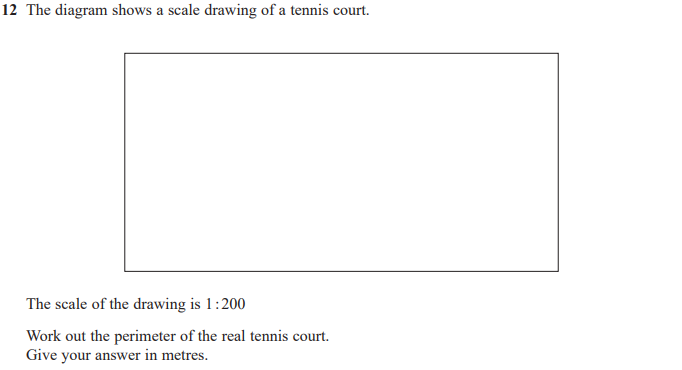 12 The diagram shows a scale drawing of a tennis court.
The scale of the drawing is 1 : 200
Work out the perimeter of the real tennis court.
Give your answer in metres.